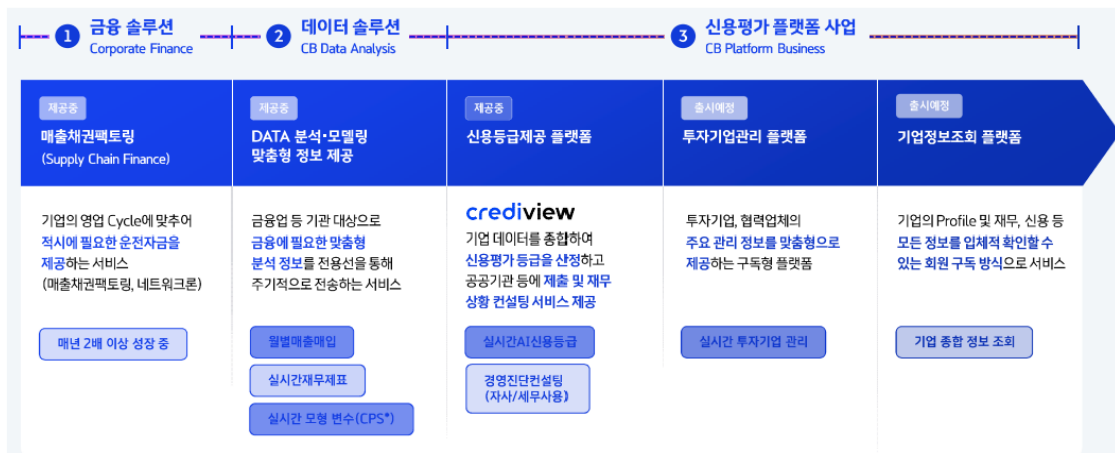 1 금융 솔루션
Corporate Finance
2 데이터 솔루션
CB Data Analysis
3 신용평가 플랫폼 사업
CB Platform Business
제공중
매출채권팩토링
(Supply Chain Finance)
기업의 영업 Cycle에 맞추어
적시에 필요한 운전자금을
제공하는 서비스
(매출채권팩토링, 네트워크론)
매년 2배 이상 성장 중
제공중
DATA 분석·모델링
맞춤형 정보 제공
금융업 등 기관 대상으로
금융에 필요한 맞춤형
분석 정보를 전용선을 통해
주기적으로 전송하는 서비스
월별매출매입
실시간재무제표
실시간 모형 변수(CPS*)
제공중
신용등급제공 플랫폼
crediview
기업 데이터를 종합하여
신용평가 등급을 산정하고
공공기관 등에 제출 및 재무
상황 컨설팅 서비스 제공
실시간AI신용등급
경영진단컨설팅
(자사/세무사용)
출시예정
투자기업관리 플랫폼
투자기업, 협력업체의
주요 관리 정보를 맞춤형으로
제공하는 구독형 플랫폼
실시간 투자기업 관리
출시예정
기업정보조회 플랫폼
기업의 Profile 및 재무, 신용 등
모든 정보를 입체적 확인할 수
있는 회원 구독 방식으로 서비스
기업 종합 정보 조회